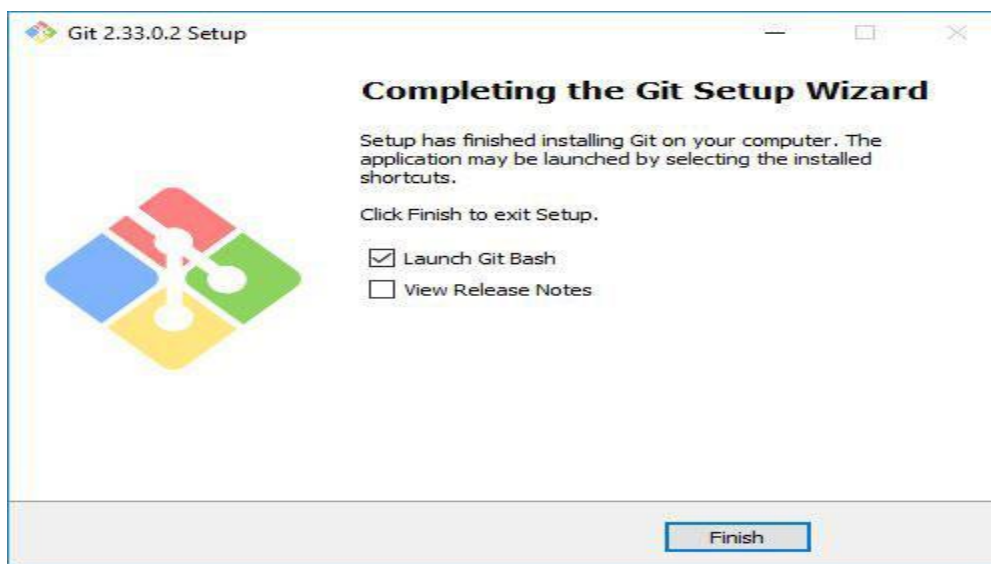 Git 2.33.0.2 Setup
Completing the Git Setup Wizard
Setup has finished installing Git on your computer. The
application may be launched by selecting the installed
shortcuts.
Click Finish to exit Setup.
Launch Git Bash
View Release Notes
Finish